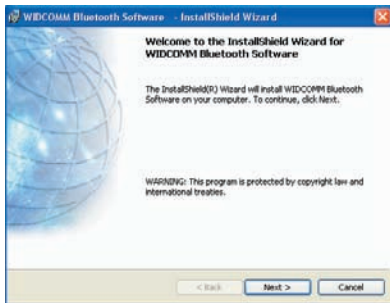 WIDCOMM Bluetooth Software - InstallShield Wizard
Welcome to the InstallShield Wizard for
WIDCOMM Bluetooth Software
The InstallShield(R) Wizard will install WIDCOMM Bluetooth
Software on your computer. To continue, click Next.
WARNING: This program is protected by copyright law and
international treaties.
< Back Next > Cancel